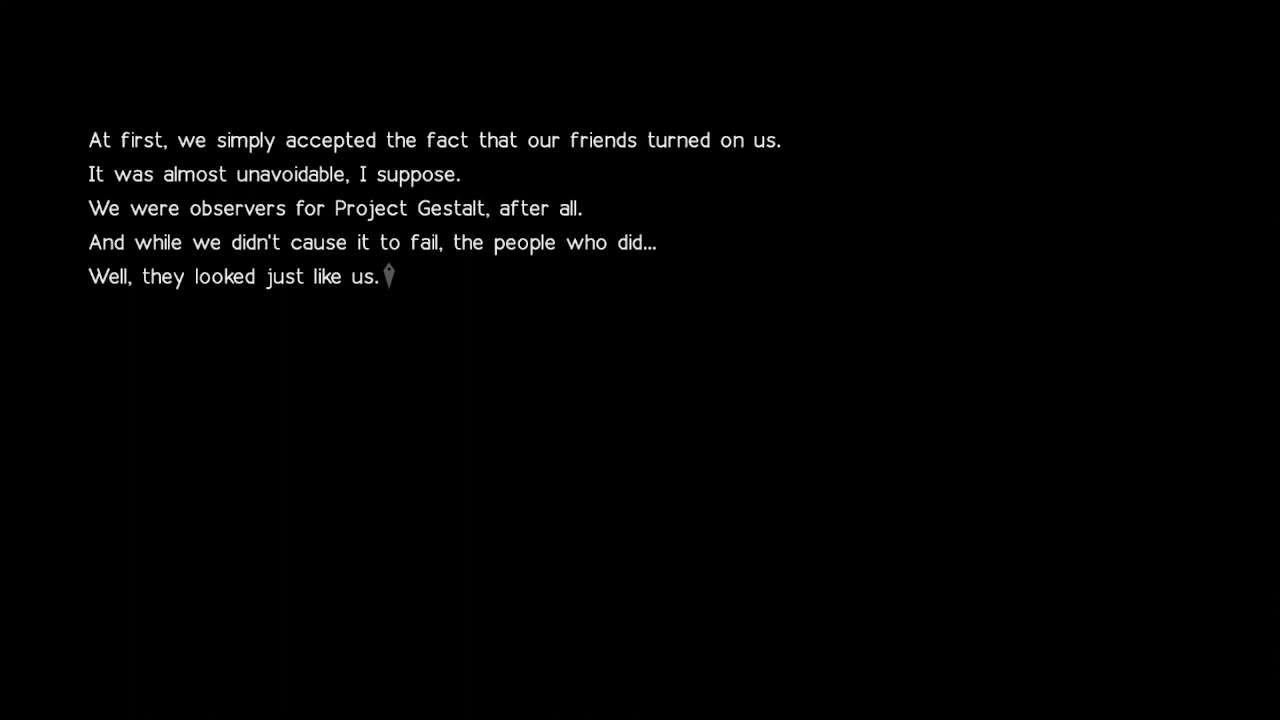 At first, we simply accepted the fact that our friends turned on us.
It was almost unavoidable, I suppose.
We were observers for Project Gestalt, after all.
And while we didn't cause it to fail, the people who did...
Well, they looked just like us.